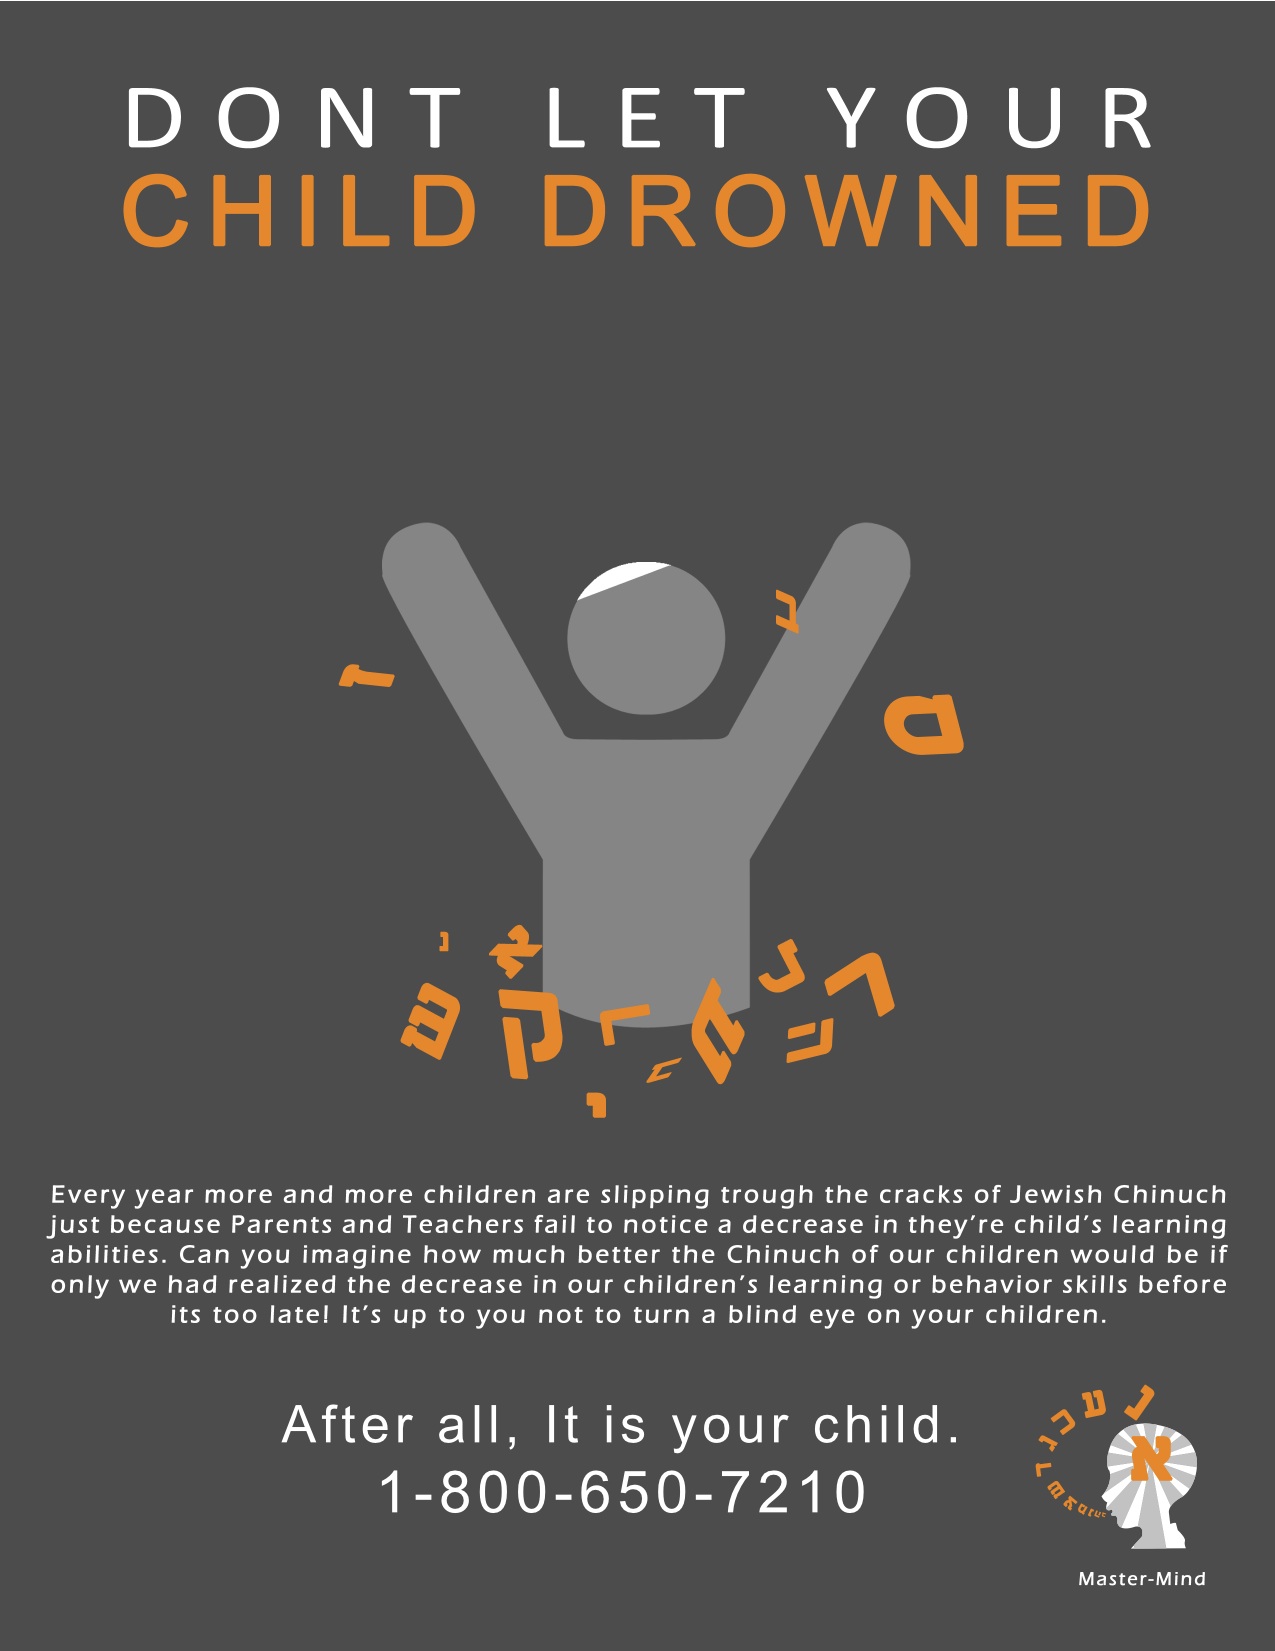 DONT LET YOUR
CHILD DROWNED
ו
נ
ם
נ
א
ש
ק
ר
ם
נ
ר
כ
י
Every year more and more children are slipping trough the cracks of Jewish Chinuch
just because Parents and Teachers fail to notice a decrease in they're child's learning
abilities. Can you imagine how much better the Chinuch of our children would be if
only we had realized the decrease in our children's learning or behavior skills before
its too late! It's up to you not to turn a blind eye on your children.
After all, It is your child.
1-800-650-7210
א
Master-Mind